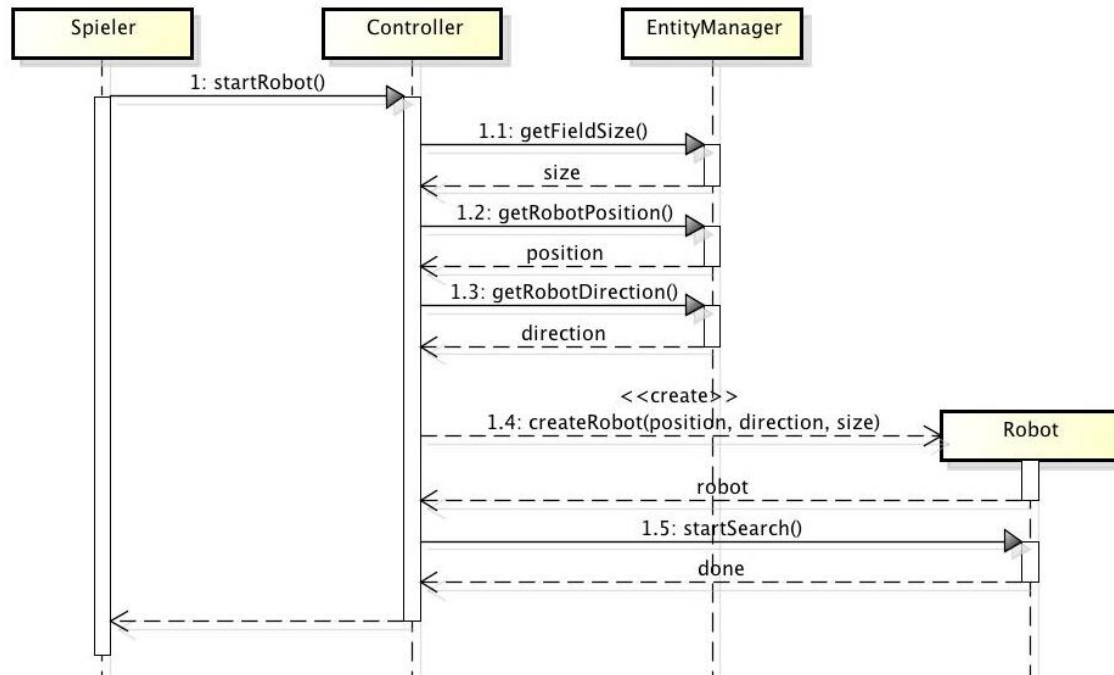 Spieler
Controller
EntityManager
1: startRobot()
1.1: getFieldSize()
size
1.2: getRobotPosition()
position
1.3: getRobotDirection()
direction
<<create>>
1.4: createRobot(position, direction, size)
Robot
robot
1.5: startSearch()
done